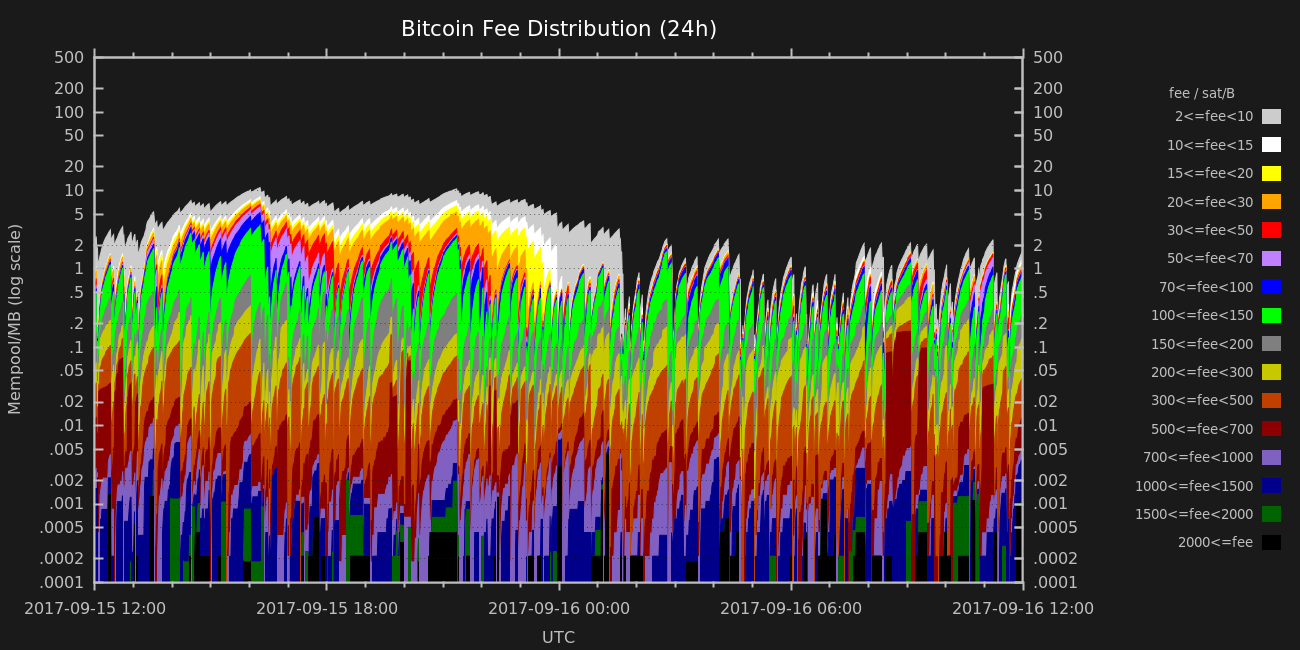 Bitcoin Fee Distribution (24h)
500
200
100
50
20
10
5
2
1
.5
.2
.1
.05
.02
.01
.005
.002
.001
.0005
.0002
.0001
Mempool/MB (log scale)
500
200
100
50
20
10
5
2
1
.5
.2
.1
.05
.02
.01
.005
.002
.001
.0005
.0002
.0001
2017-09-15 12:00 2017-09-15 18:00 2017-09-16 00:00 2017-09-16 06:00 2017-09-16 12:00
UTC
fee / sat/B
2<=fee<10
10<=fee<15
15<=fee<20
20<=fee<30
30<=fee<50
50<=fee<70
70<=fee<100
100<=fee<150
150<=fee<200
200<=fee<300
300<=fee<500
500<=fee<700
700<=fee<1000
1000<=fee<1500
1500<=fee<2000
2000<=fee